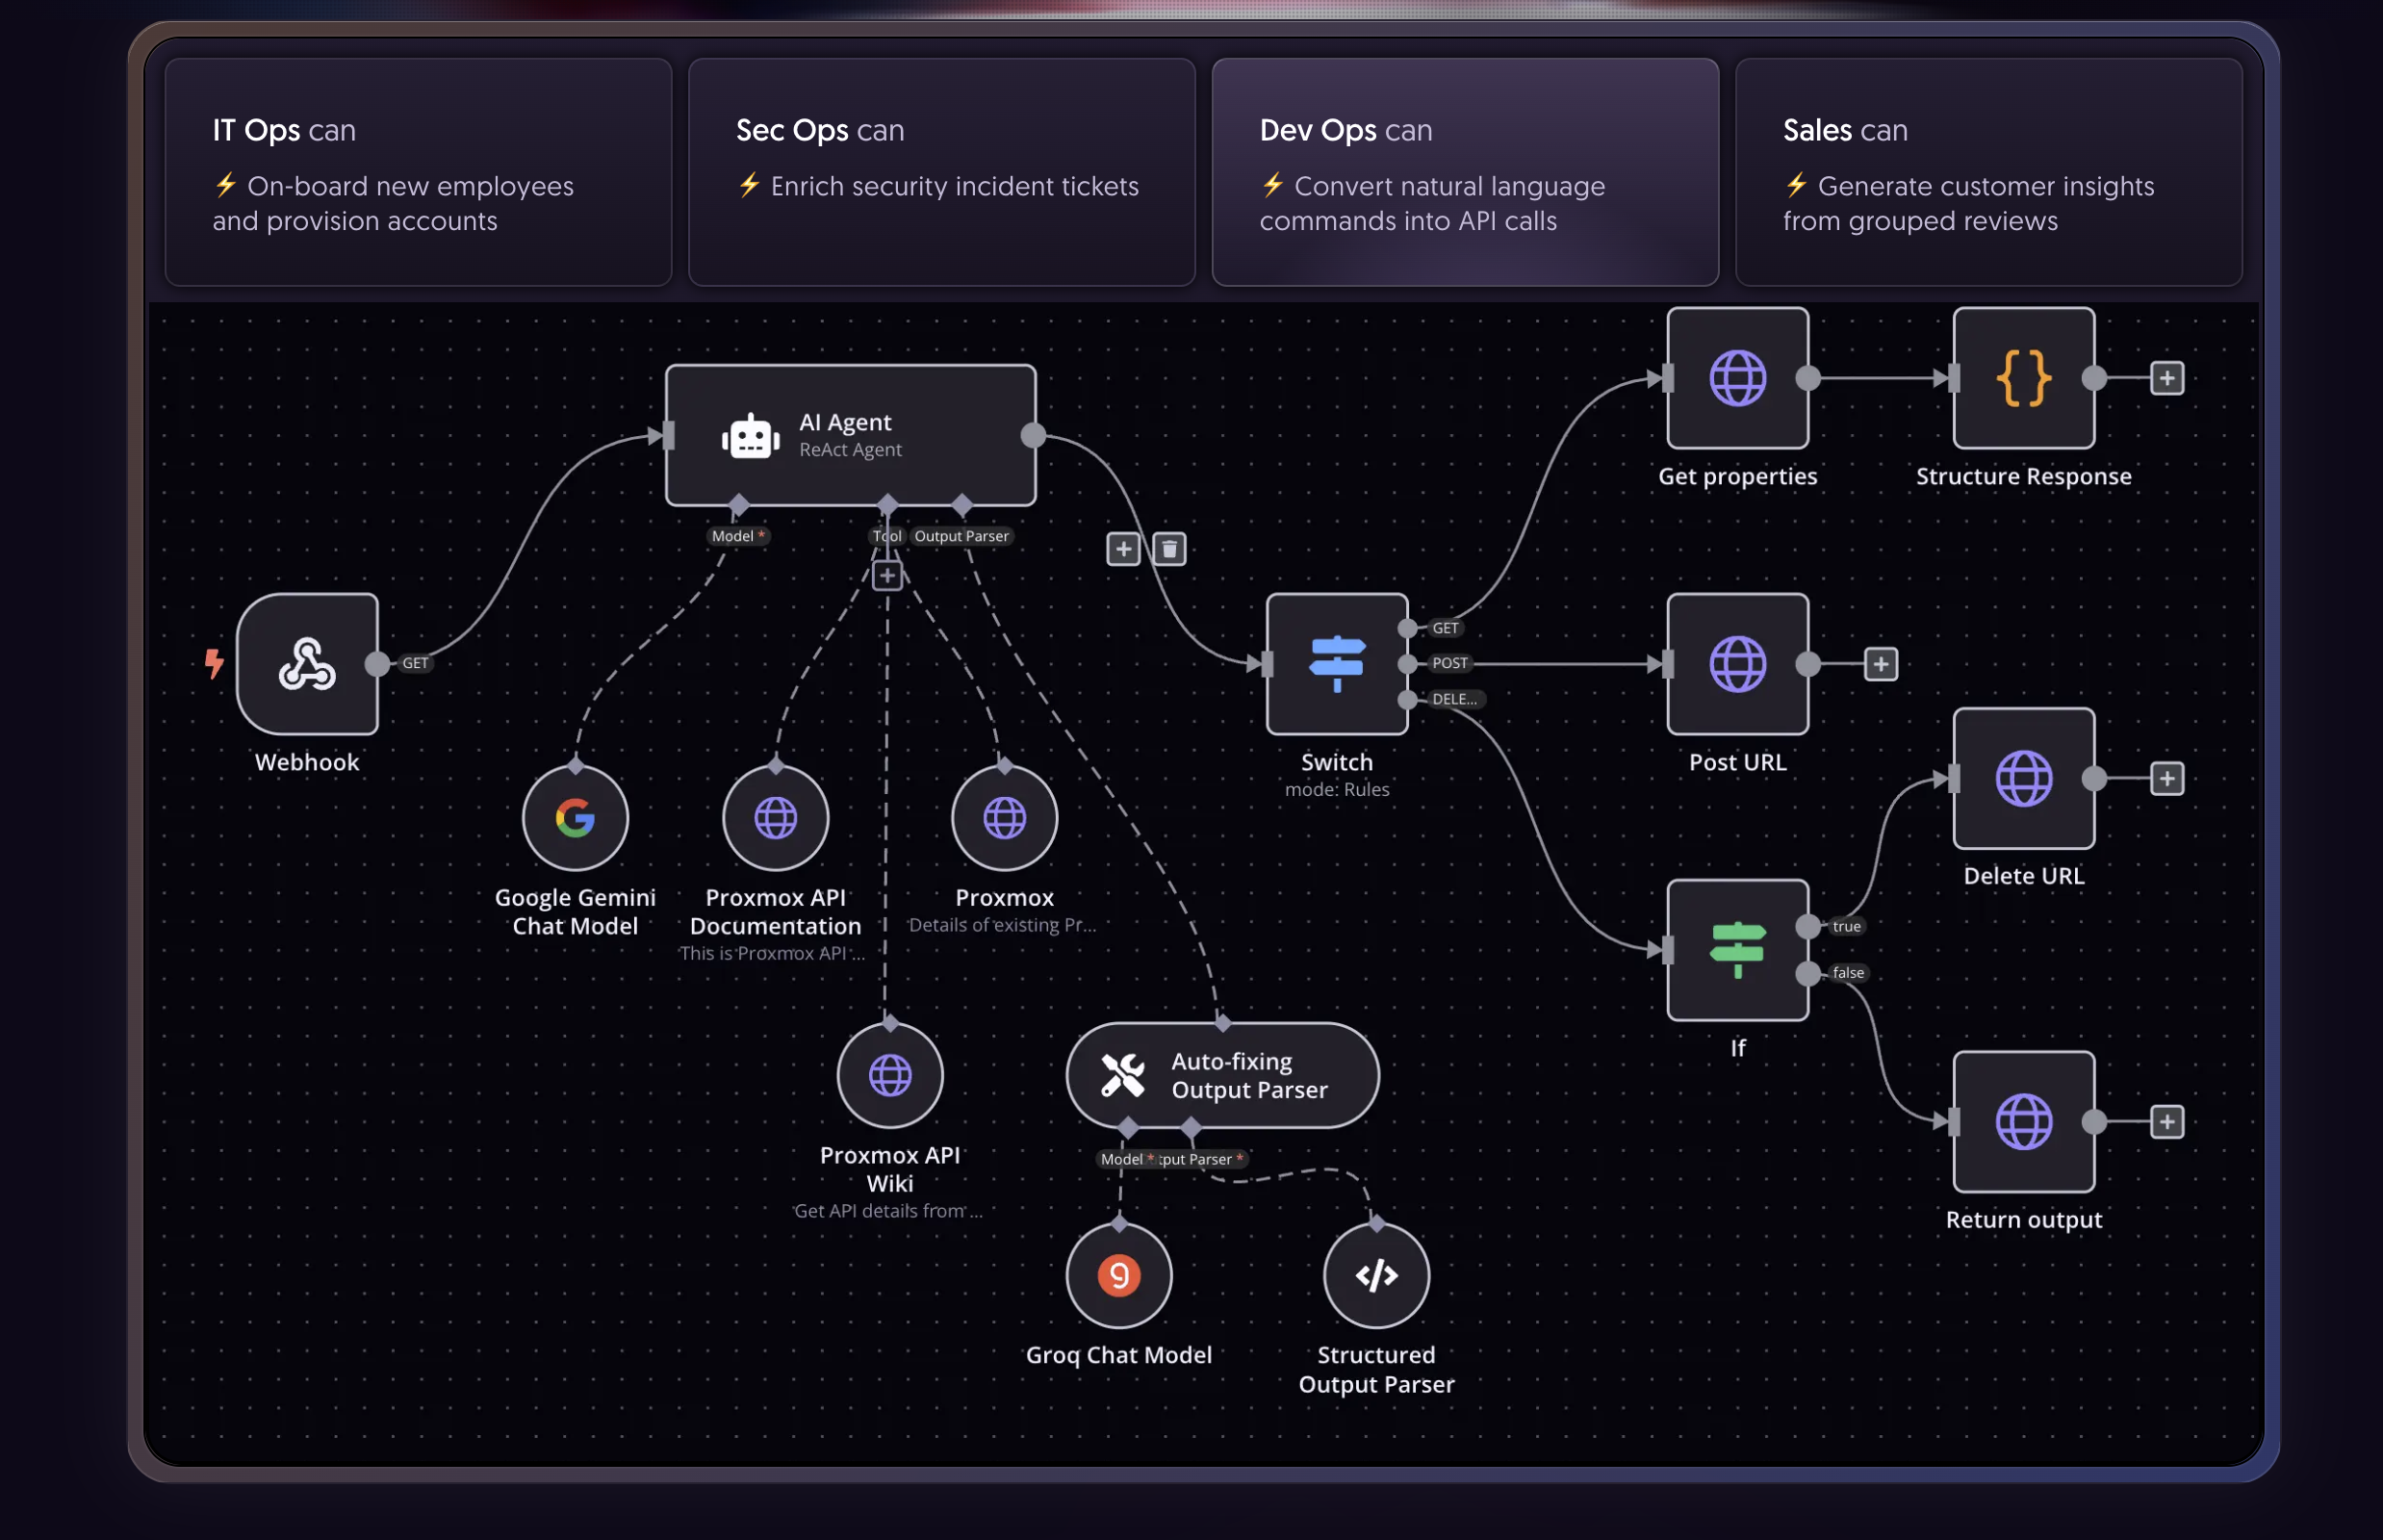 IT Ops can
⚡ On-board new employees
and provision accounts
Sec Ops can
⚡ Enrich security incident tickets
Dev Ops can
⚡ Convert natural language
commands into API calls
Sales can
⚡ Generate customer insights
from grouped reviews
AI Agent
ReAct Agent
Model *
Tool
Output Parser
Get properties
Structure Response
GET
Webhook
GET
POST
DELE...
Switch
mode: Rules
Post URL
Delete URL
Google Gemini
Chat Model
Proxmox API
Documentation
This is Proxmox API ...
Proxmox
Details of existing Pr...
true
false
If
Auto-fixing
Output Parser
Proxmox API
Wiki
Get API details from ...
Model *
tput Parser *
Return output
Groq Chat Model
Structured
Output Parser